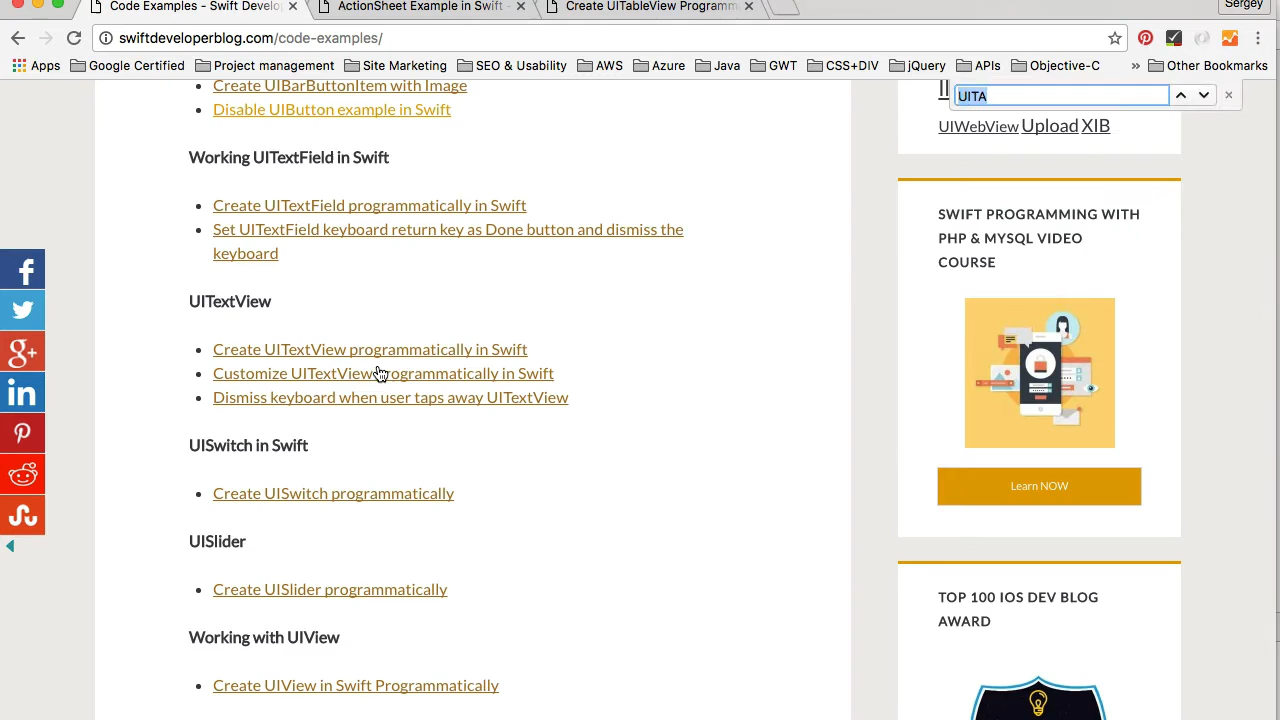 Code Examples - Swift Develo
ActionSheet Example in Swift -
Create UITableView Programm
Sergey
swiftdeveloperblog.com/code-examples/
Apps
Google Certified
Project management
Site Marketing
SEO & Usability
AWS
Azure
Java
GWT
CSS+DIV
jQuery
APIs
Objective-C
»
Other Bookmarks
UITA
Create UIBarButtonItem with Image
Disable UIButton example in Swift
Working UITextField in Swift
Create UITextField programmatically in Swift
Set UITextField keyboard return key as Done button and dismiss the
keyboard
UITextView
Create UITextView programmatically in Swift
Customize UITextView programmatically in Swift
Dismiss keyboard when user taps away UITextView
UISwitch in Swift
Create UISwitch programmatically
UISlider
Create UISlider programmatically
Working with UIView
Create UIView in Swift Programmatically
UIWebView Upload XIB
SWIFT PROGRAMMING WITH
PHP & MYSQL VIDEO
COURSE
Learn NOW
TOP 100 IOS DEV BLOG
AWARD